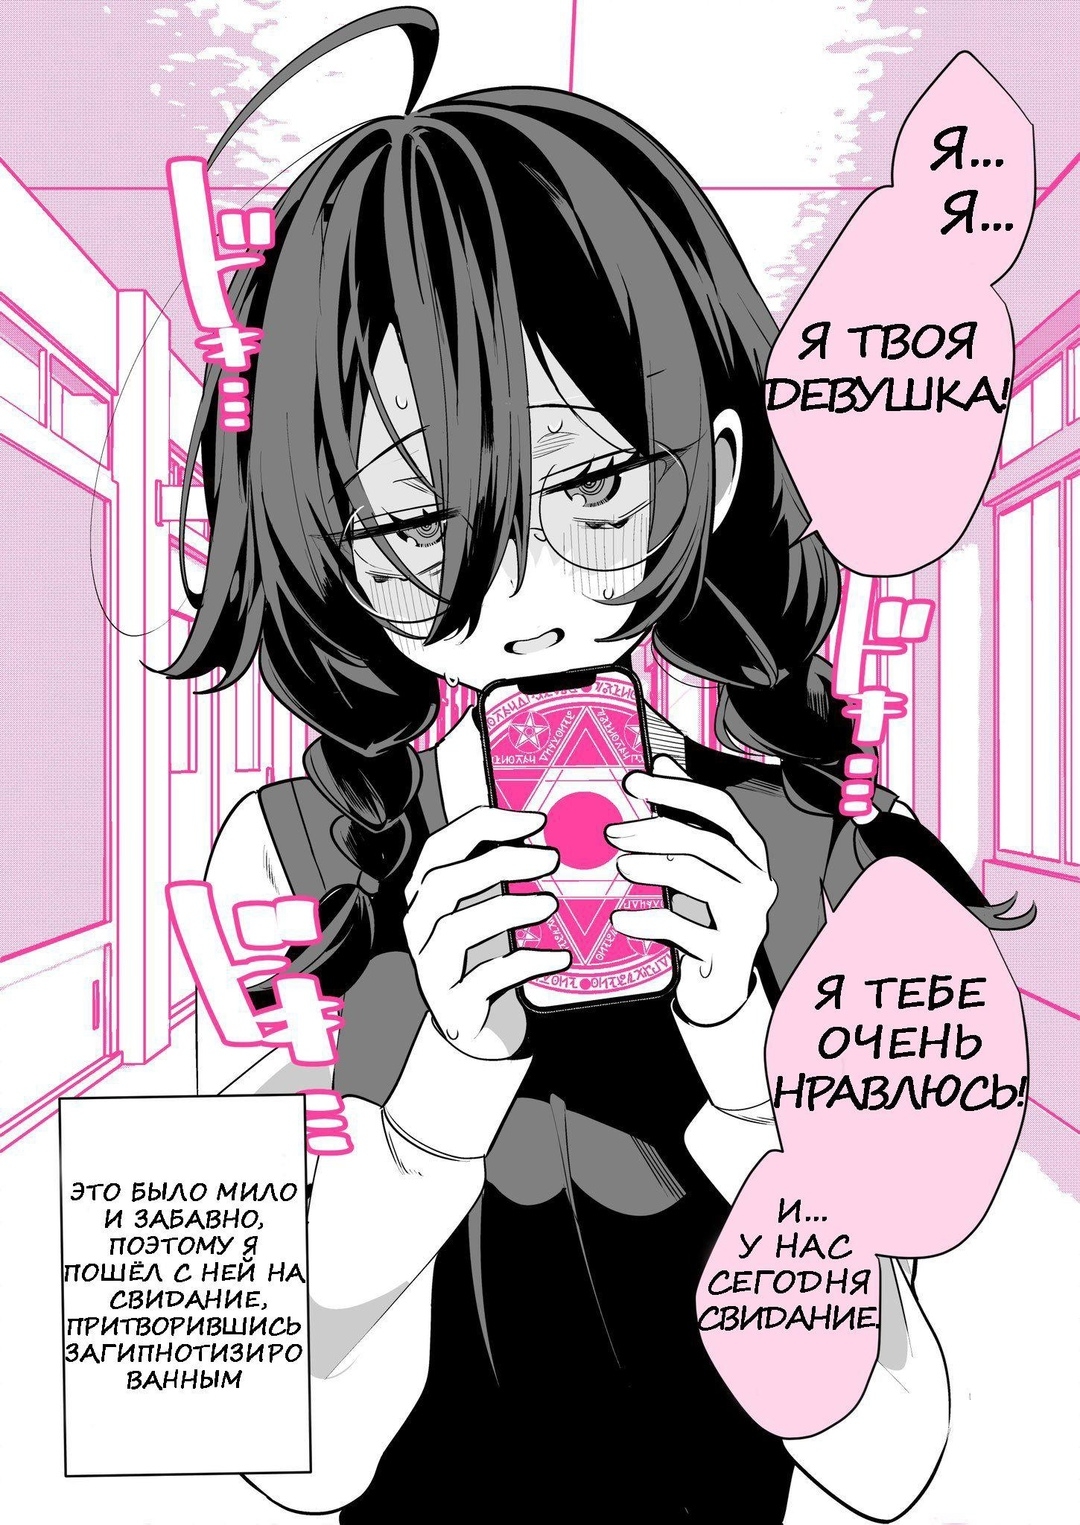 Я...
Я...
Я ТВОЯ
ДЕВУШКА!
ドキ
ドキ
ドキ
Я ТЕБЕ
ОЧЕНЬ
НРАВЛЮСЬ!
И...
У НАС
СЕГОДНЯ
СВИДАНИЕ.
ЭТО БЫЛО МИЛО
И ЗАБАВНО,
ПОЭТОМУ Я
ПОШЁЛ С НЕЙ НА
СВИДАНИЕ,
ПРИТВОРИВШИСЬ
ЗАГИПНОТИЗИРО
ВАННЫМ